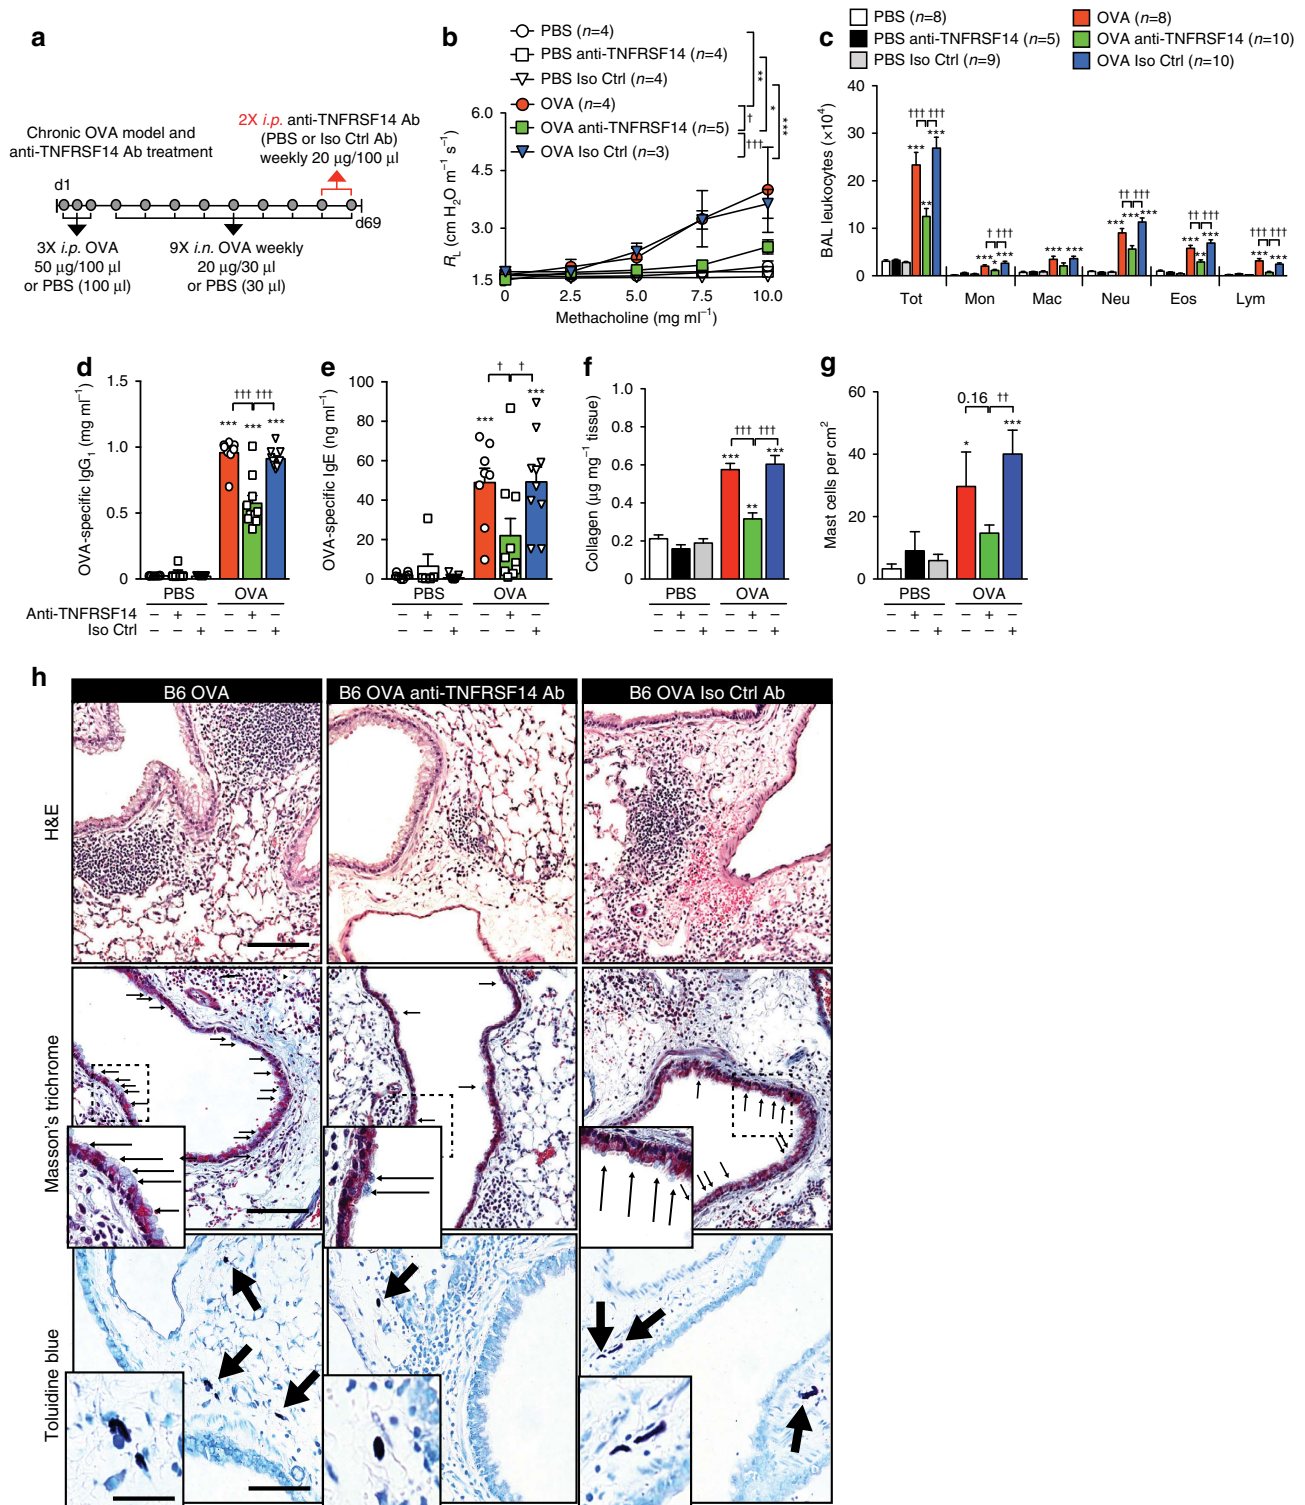 a
Chronic OVA model and
anti-TNFRSF14 Ab treatment
2X i.p. anti-TNFRSF14 Ab
(PBS or Iso Ctrl Ab)
weekly 20 µg/100 µl
d1
d69
3X i.p. OVA
50 µg/100 µl
or PBS (100 µl)
9X i.n. OVA weekly
20 µg/30 µl
or PBS (30 µl)
b
PBS (n=4)
PBS anti-TNFRSF14 (n=4)
PBS Iso Ctrl (n=4)
OVA (n=4)
OVA anti-TNFRSF14 (n=5)
OVA Iso Ctrl (n=3)
** * *** † †††
R_L (cm H₂O m⁻¹ s⁻¹)
6.0
4.5
3.0
1.5
0 2.5 5.0 7.5 10.0
Methacholine (mg ml⁻¹)
c
PBS (n=8)
PBS anti-TNFRSF14 (n=5)
PBS Iso Ctrl (n=9)
OVA (n=8)
OVA anti-TNFRSF14 (n=10)
OVA Iso Ctrl (n=10)
BAL leukocytes (×10⁴)
40
30
20
10
0
††† †††
*** ** ***
† †††
*** * ***
*** ***
†† †††
*** *** ***
†† †††
*** ** ***
††† †††
*** ***
Tot Mon Mac Neu Eos Lym
d
OVA-specific IgG₁ (mg ml⁻¹)
1.5
1.0
0.5
0
††† †††
*** *** ***
PBS OVA
Anti-TNFRSF14 – + – – + –
Iso Ctrl – – + – – +
e
OVA-specific IgE (ng ml⁻¹)
100
80
60
40
20
0
† †
*** ***
PBS OVA
– + – – + –
– – + – – +
f
Collagen (µg mg⁻¹ tissue)
1.0
0.8
0.6
0.4
0.2
0
††† †††
*** ** ***
PBS OVA
– + – – + –
– – + – – +
g
Mast cells per cm²
60
40
20
0
0.16 ††
* ***
PBS OVA
– + – – + –
– – + – – +
h
B6 OVA
B6 OVA anti-TNFRSF14 Ab
B6 OVA Iso Ctrl Ab
H&E
Masson's trichrome
Toluidine blue